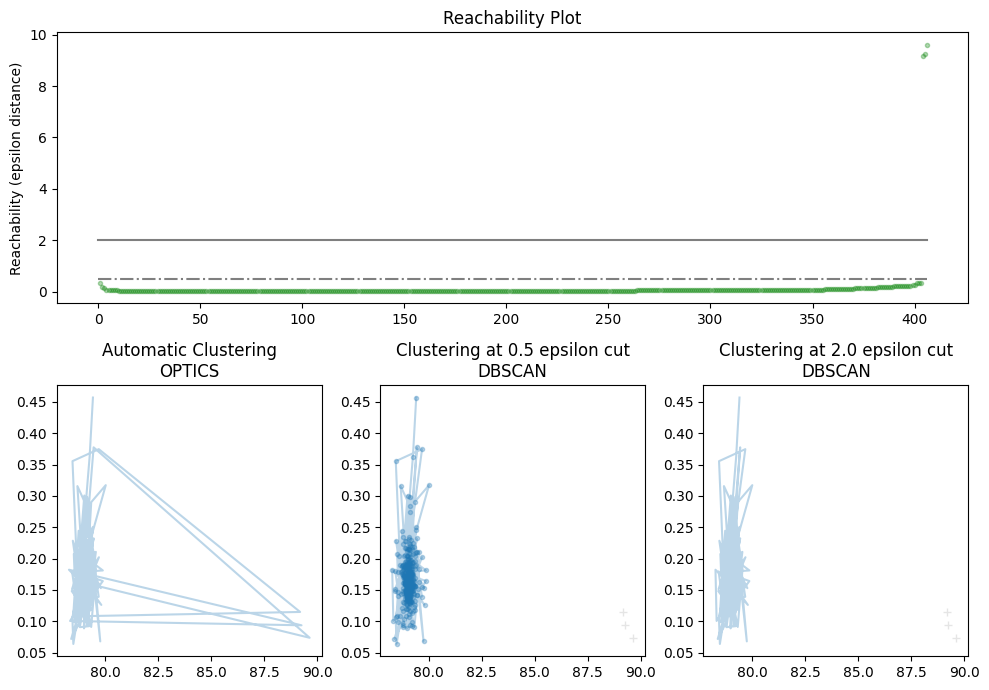 Reachability Plot
Reachability (epsilon distance)
10
8
6
4
2
0
0 50 100 150 200 250 300 350 400
Automatic Clustering
OPTICS
Clustering at 0.5 epsilon cut
DBSCAN
Clustering at 2.0 epsilon cut
DBSCAN
0.45
0.40
0.35
0.30
0.25
0.20
0.15
0.10
0.05
80.0 82.5 85.0 87.5 90.0
0.45
0.40
0.35
0.30
0.25
0.20
0.15
0.10
0.05
80.0 82.5 85.0 87.5 90.0
0.45
0.40
0.35
0.30
0.25
0.20
0.15
0.10
0.05
80.0 82.5 85.0 87.5 90.0